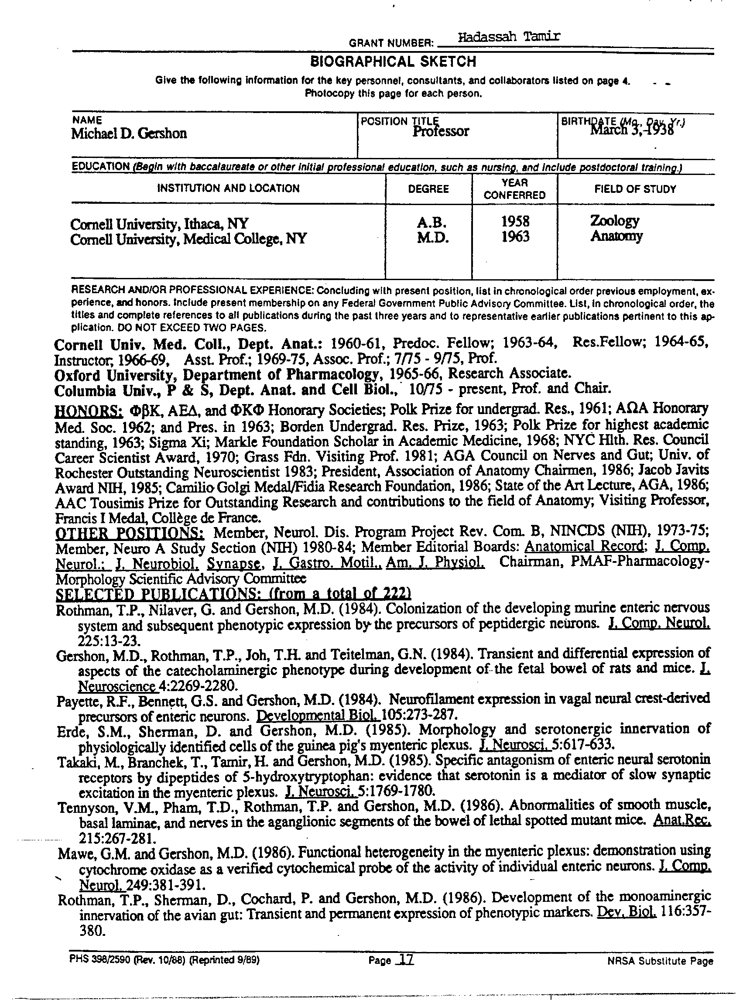 GRANT NUMBER: Hadassah Tamir
BIOGRAPHICAL SKETCH
Give the following information for the key personnel, consultants, and collaborators listed on page 4.
Photocopy this page for each person.
NAME POSITION TITLE BIRTHDATE (Mo., Day, Yr.)
Michael D. Gershon Professor March 3, 1938
EDUCATION (Begin with baccalaureate or other initial professional education, such as nursing, and include postdoctoral training.)
INSTITUTION AND LOCATION DEGREE YEAR CONFERRED FIELD OF STUDY
Cornell University, Ithaca, NY A.B. 1958 Zoology
Cornell University, Medical College, NY M.D. 1963 Anatomy
RESEARCH AND/OR PROFESSIONAL EXPERIENCE: Concluding with present position, list in chronological order previous employment, ex-
perience, and honors. Include present membership on any Federal Government Public Advisory Committee. List, in chronological order, the
titles and complete references to all publications during the past three years and to representative earlier publications pertinent to this ap-
plication. DO NOT EXCEED TWO PAGES.
Cornell Univ. Med. Coll., Dept. Anat.: 1960-61, Predoc. Fellow; 1963-64, Res.Fellow; 1964-65,
Instructor; 1966-69, Asst. Prof.; 1969-75, Assoc. Prof.; 7/75 - 9/75, Prof.
Oxford University, Department of Pharmacology, 1965-66, Research Associate.
Columbia Univ., P & S, Dept. Anat. and Cell Biol., 10/75 - present, Prof. and Chair.
HONORS: ΦβK, AEΔ, and ΦKΦ Honorary Societies; Polk Prize for undergrad. Res., 1961; AΩA Honorary
Med. Soc. 1962; and Pres. in 1963; Borden Undergrad. Res. Prize, 1963; Polk Prize for highest academic
standing, 1963; Sigma Xi; Markle Foundation Scholar in Academic Medicine, 1968; NYC Hlth. Res. Council
Career Scientist Award, 1970; Grass Fdn. Visiting Prof. 1981; AGA Council on Nerves and Gut; Univ. of
Rochester Outstanding Neuroscientist 1983; President, Association of Anatomy Chairmen, 1986; Jacob Javits
Award NIH, 1985; Camilio Golgi Medal/Fidia Research Foundation, 1986; State of the Art Lecture, AGA, 1986;
AAC Tousimis Prize for Outstanding Research and contributions to the field of Anatomy; Visiting Professor,
Francis I Medal, Collège de France.
OTHER POSITIONS: Member, Neurol. Dis. Program Project Rev. Com. B, NINCDS (NIH), 1973-75;
Member, Neuro A Study Section (NIH) 1980-84; Member Editorial Boards: Anatomical Record; J. Comp.
Neurol.; J. Neurobiol. Synapse, J. Gastro. Motil., Am. J. Physiol. Chairman, PMAF-Pharmacology-
Morphology Scientific Advisory Committee
SELECTED PUBLICATIONS: (from a total of 222)
Rothman, T.P., Nilaver, G. and Gershon, M.D. (1984). Colonization of the developing murine enteric nervous
system and subsequent phenotypic expression by the precursors of peptidergic neurons. J. Comp. Neurol.
225:13-23.
Gershon, M.D., Rothman, T.P., Joh, T.H. and Teitelman, G.N. (1984). Transient and differential expression of
aspects of the catecholaminergic phenotype during development of the fetal bowel of rats and mice. J.
Neuroscience 4:2269-2280.
Payette, R.F., Bennett, G.S. and Gershon, M.D. (1984). Neurofilament expression in vagal neural crest-derived
precursors of enteric neurons. Developmental Biol. 105:273-287.
Erde, S.M., Sherman, D. and Gershon, M.D. (1985). Morphology and serotonergic innervation of
physiologically identified cells of the guinea pig's myenteric plexus. J. Neurosci. 5:617-633.
Takaki, M., Branchek, T., Tamir, H. and Gershon, M.D. (1985). Specific antagonism of enteric neural serotonin
receptors by dipeptides of 5-hydroxytryptophan: evidence that serotonin is a mediator of slow synaptic
excitation in the myenteric plexus. J. Neurosci. 5:1769-1780.
Tennyson, V.M., Pham, T.D., Rothman, T.P. and Gershon, M.D. (1986). Abnormalities of smooth muscle,
basal laminae, and nerves in the aganglionic segments of the bowel of lethal spotted mutant mice. Anat.Rec.
215:267-281.
Mawe, G.M. and Gershon, M.D. (1986). Functional heterogeneity in the myenteric plexus: demonstration using
cytochrome oxidase as a verified cytochemical probe of the activity of individual enteric neurons. J. Comp.
Neurol. 249:381-391.
Rothman, T.P., Sherman, D., Cochard, P. and Gershon, M.D. (1986). Development of the monoaminergic
innervation of the avian gut: Transient and permanent expression of phenotypic markers. Dev. Biol. 116:357-
380.
PHS 398/2590 (Rev. 10/88) (Reprinted 9/89) Page 17 NRSA Substitute Page